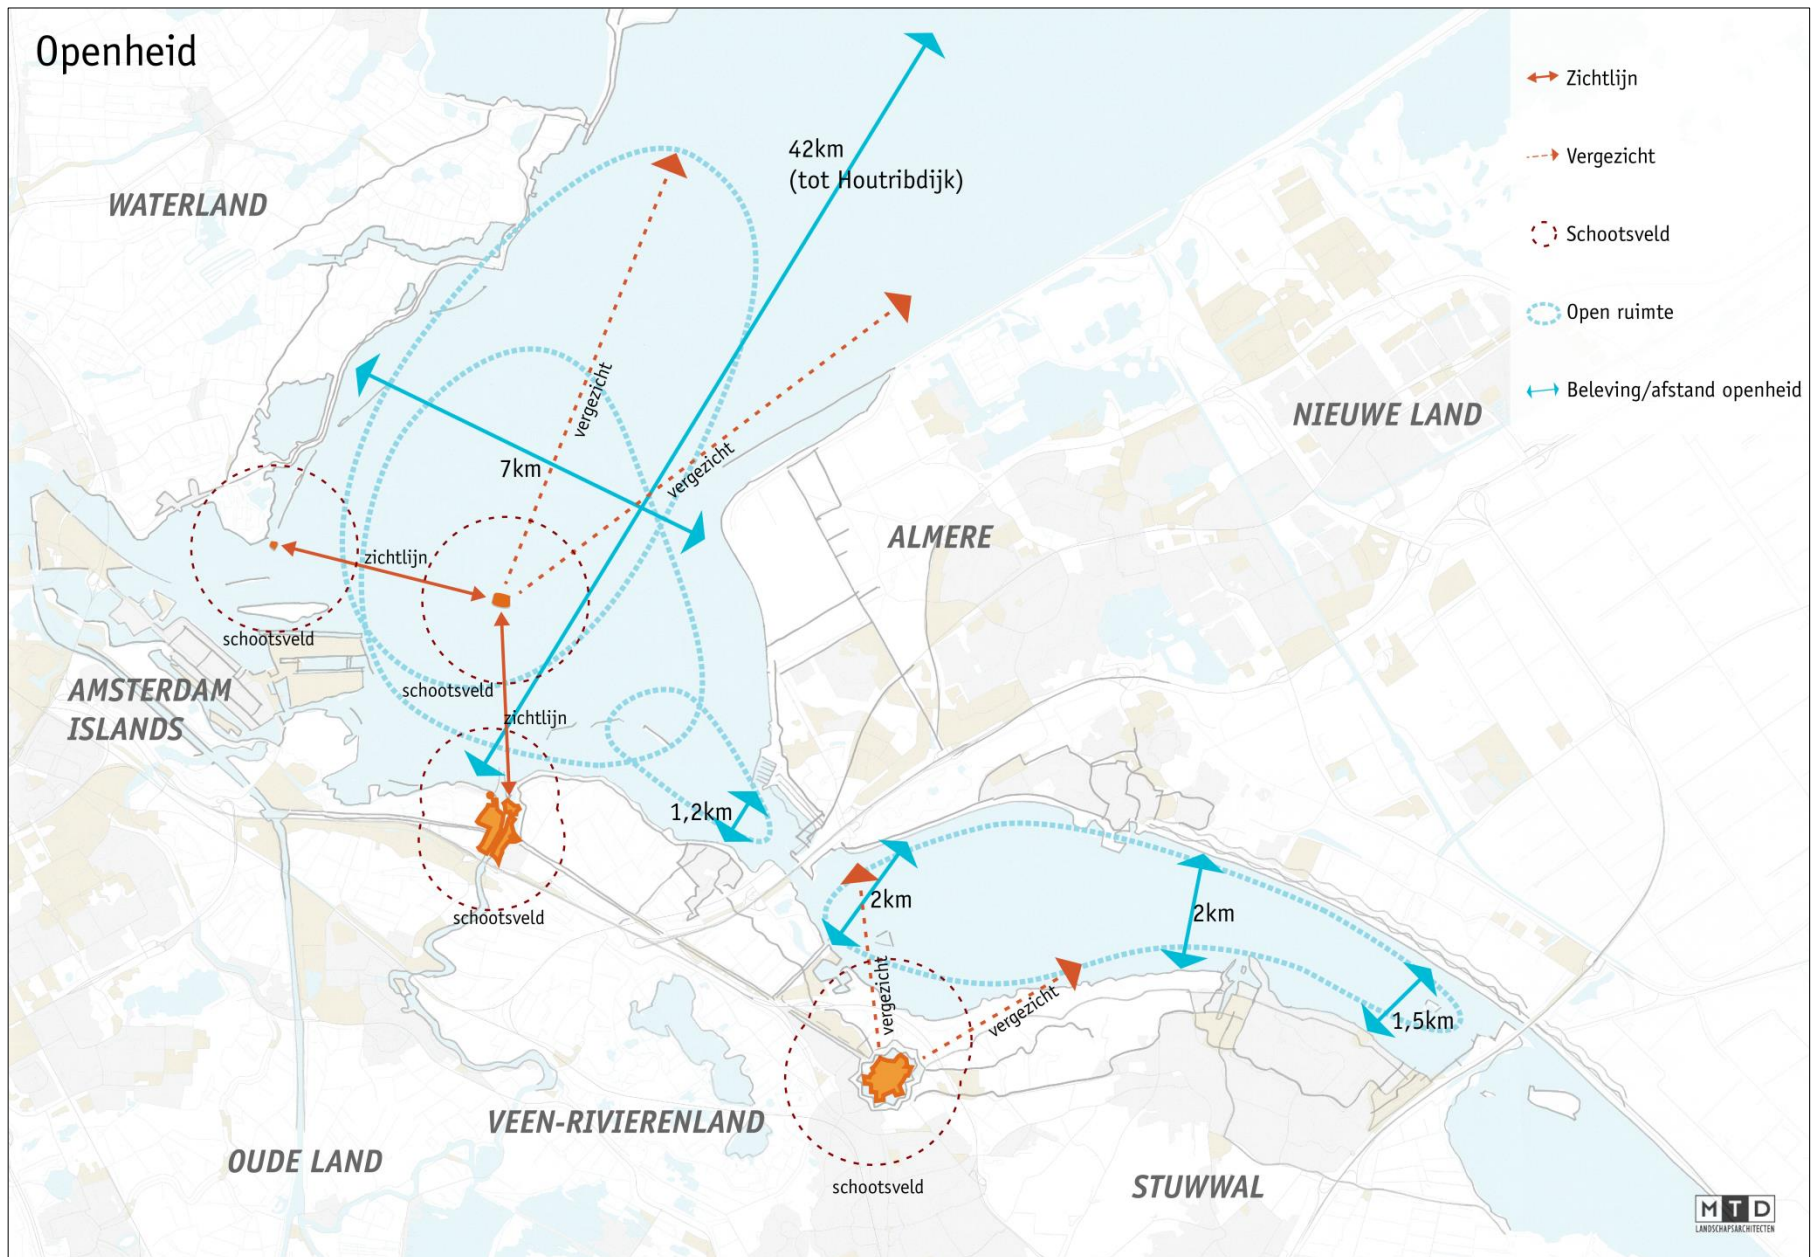 Openheid
Zichtlijn
Vergezicht
Schootsveld
Open ruimte
Beleving/afstand openheid
42km
(tot Houtribdijk)
WATERLAND
vergezicht
NIEUWE LAND
7km
vergezicht
ALMERE
zichtlijn
schootsveld
AMSTERDAM
ISLANDS
schootsveld
zichtlijn
1,2km
2km
2km
schootsveld
vergezicht
vergezicht
1,5km
VEEN-RIVIERENLAND
OUDE LAND
schootsveld
STUWWAL
MTD
LANDSCHAPSARCHITECTEN